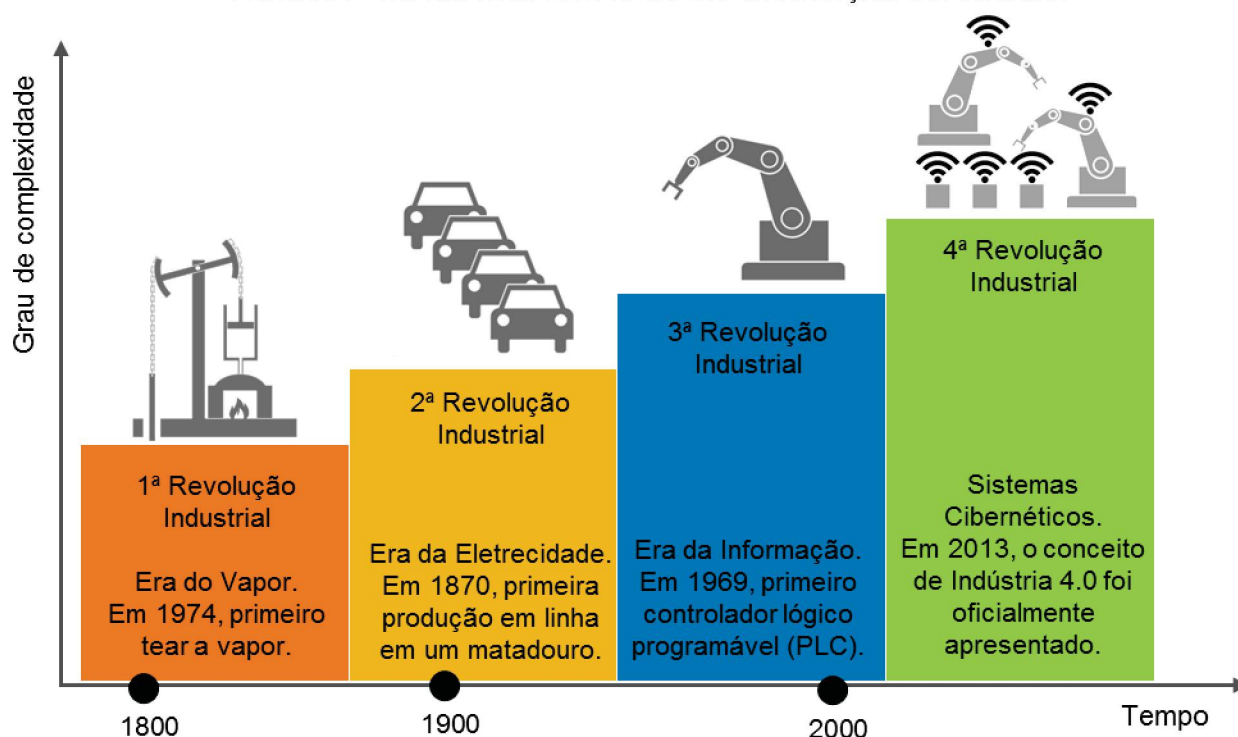 Grau de complexidade
1ª Revolução
Industrial
Era do Vapor.
Em 1974, primeiro
tear a vapor.
2ª Revolução
Industrial
Era da Eletrecidade.
Em 1870, primeira
produção em linha
em um matadouro.
3ª Revolução
Industrial
Era da Informação.
Em 1969, primeiro
controlador lógico
programável (PLC).
4ª Revolução
Industrial
Sistemas
Cibernéticos.
Em 2013, o conceito
de Indústria 4.0 foi
oficialmente
apresentado.
1800
1900
2000
Tempo